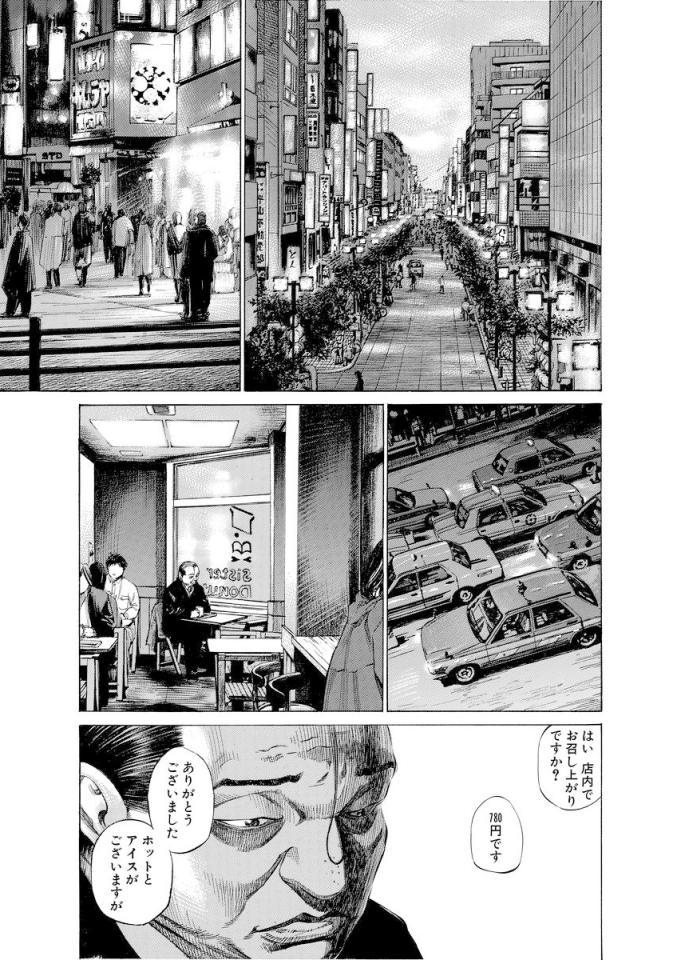 STD
Sister
DONUT
はい 店内で
お召し上がり
ですか?
780
円です
ありがとう
ございました
ホットと
アイスが
ございますが